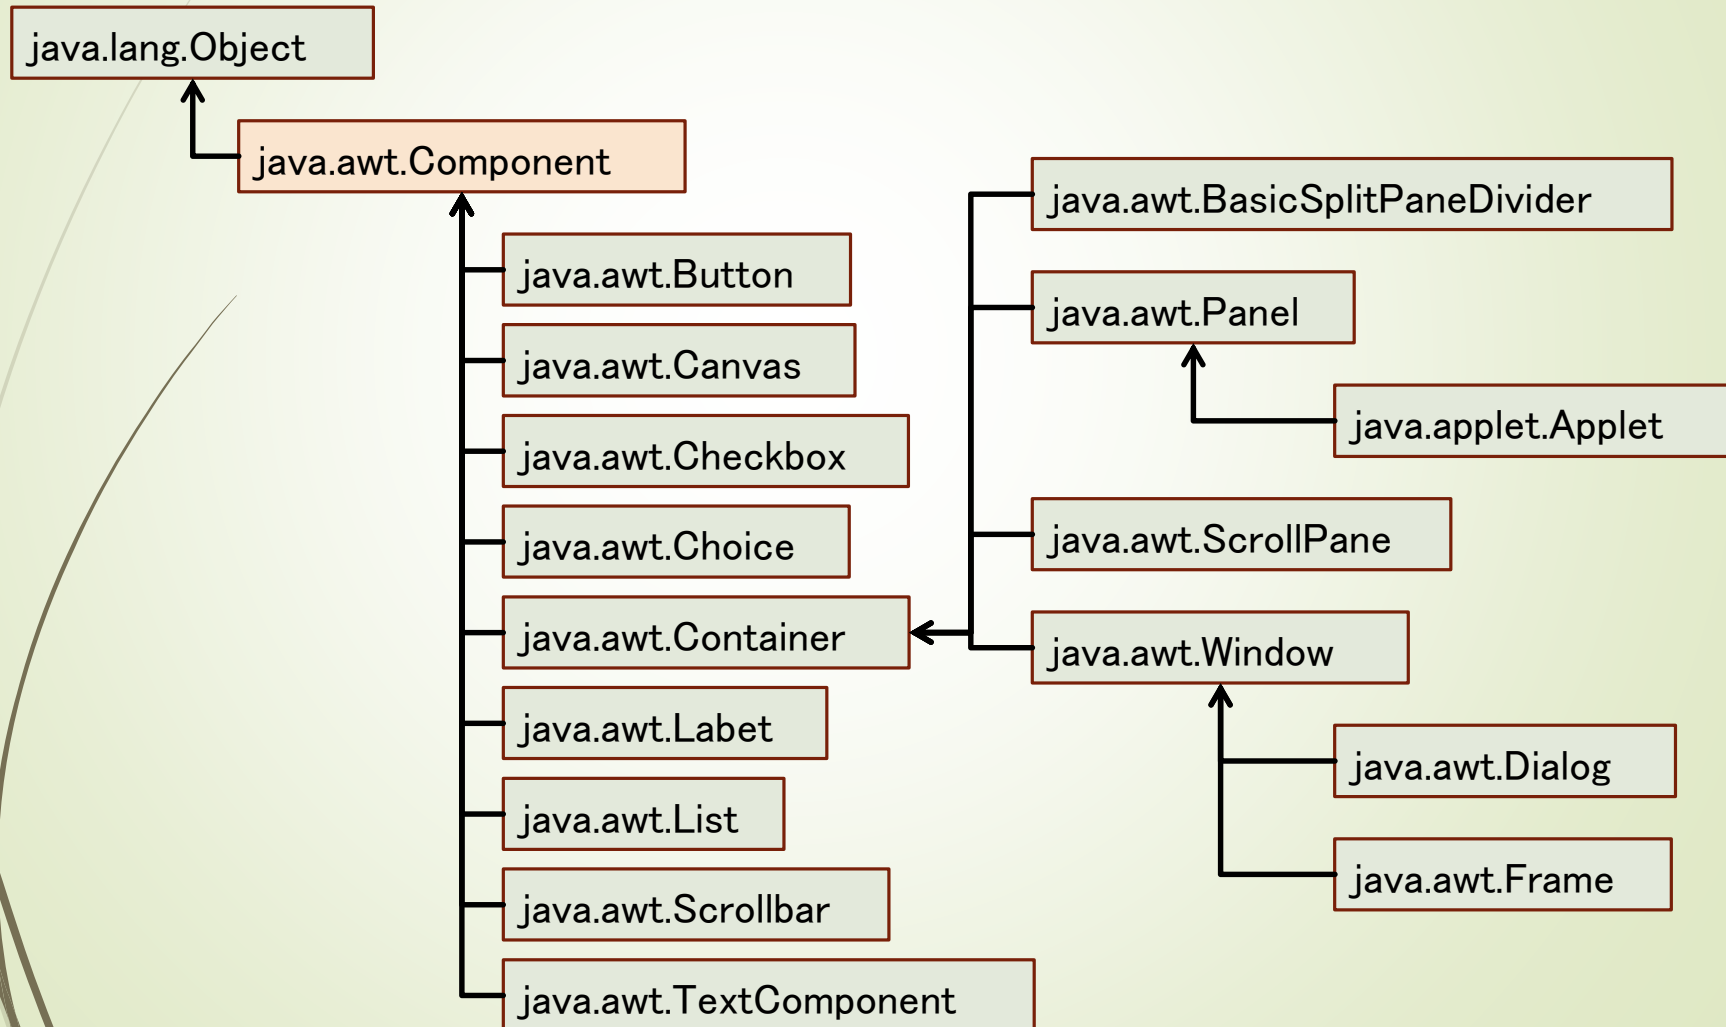 java.lang.Object
java.awt.Component
java.awt.Button
java.awt.Canvas
java.awt.Checkbox
java.awt.Choice
java.awt.Container
java.awt.Labet
java.awt.List
java.awt.Scrollbar
java.awt.TextComponent
java.awt.BasicSplitPaneDivider
java.awt.Panel
java.applet.Applet
java.awt.ScrollPane
java.awt.Window
java.awt.Dialog
java.awt.Frame